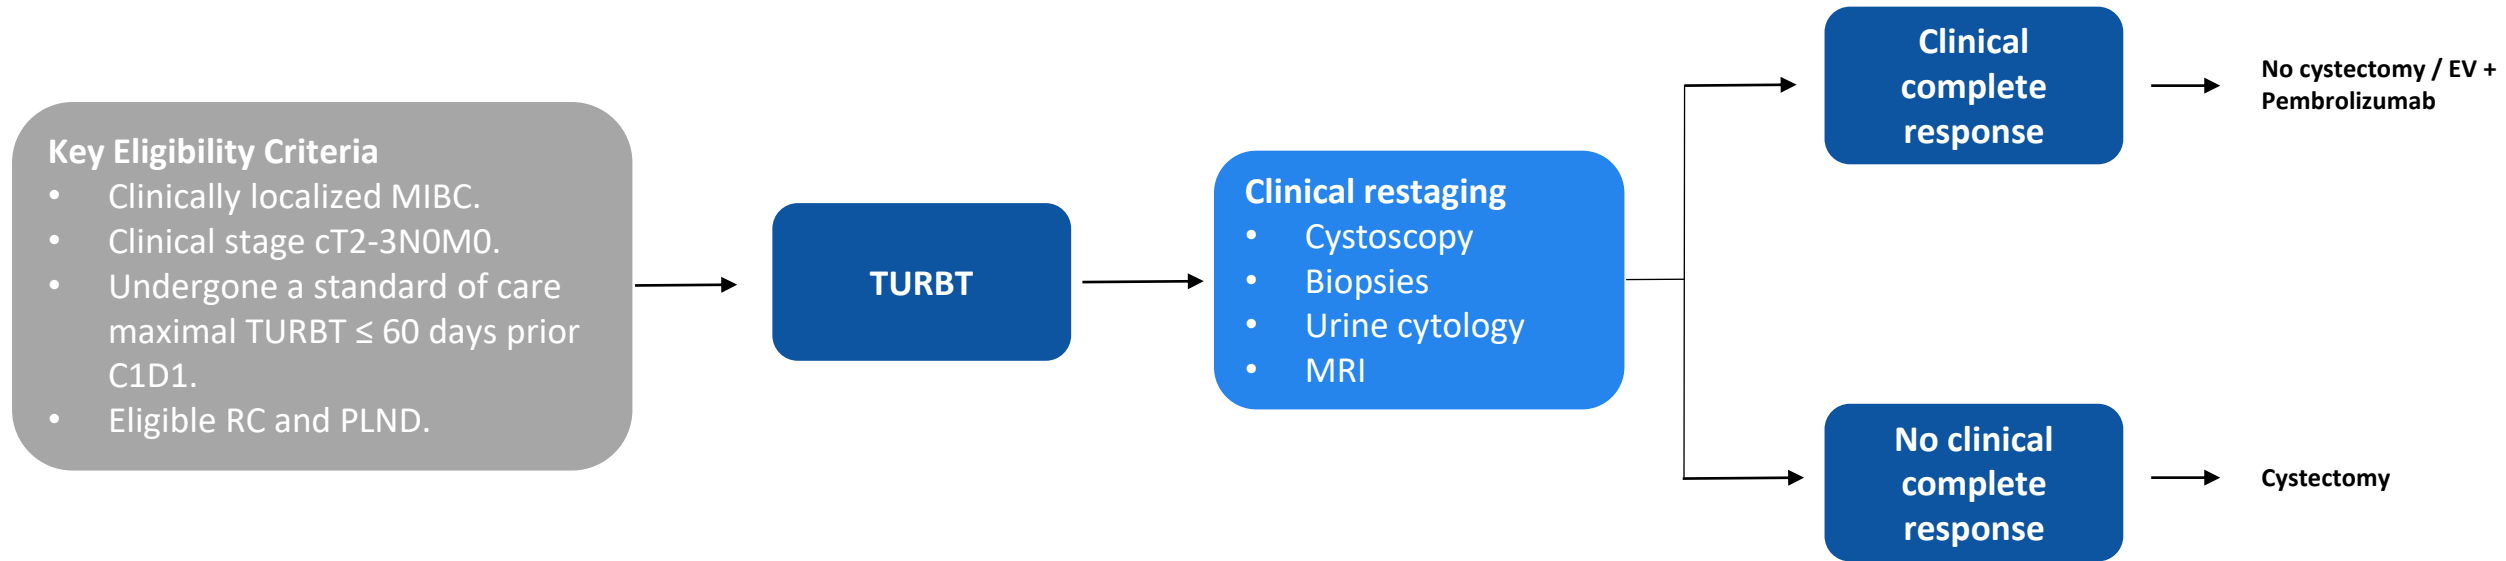 Key Eligibility Criteria
• Clinically localized MIBC.
• Clinical stage cT2-3N0M0.
• Undergone a standard of care
maximal TURBT ≤ 60 days prior
C1D1.
• Eligible RC and PLND.
TURBT
Clinical restaging
• Cystoscopy
• Biopsies
• Urine cytology
• MRI
Clinical
complete
response
No cystectomy / EV +
Pembrolizumab
No clinical
complete
response
Cystectomy